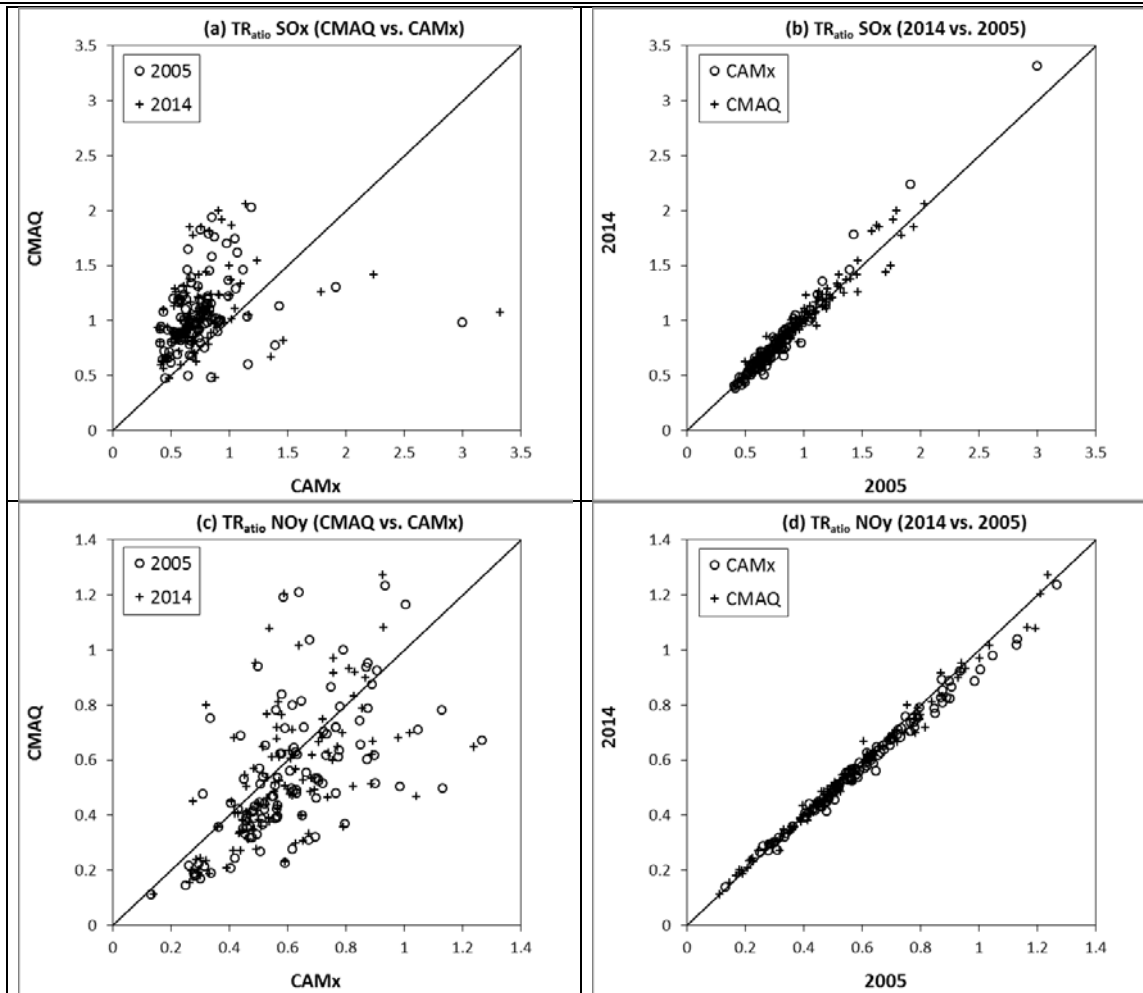 (a) TRatio SOx (CMAQ vs. CAMx)
3.5
3
2.5
2
1.5
1
0.5
0
CMAQ
2005
2014
0 0.5 1 1.5 2 2.5 3 3.5
CAMx
(b) TRatio SOx (2014 vs. 2005)
3.5
3
2.5
2
1.5
1
0.5
0
2014
CAMx
CMAQ
0 0.5 1 1.5 2 2.5 3 3.5
2005
(c) TRatio NOy (CMAQ vs. CAMx)
1.4
1.2
1
0.8
0.6
0.4
0.2
0
CMAQ
2005
2014
0 0.2 0.4 0.6 0.8 1 1.2 1.4
CAMx
(d) TRatio NOy (2014 vs. 2005)
1.4
1.2
1
0.8
0.6
0.4
0.2
0
2014
CAMx
CMAQ
0 0.2 0.4 0.6 0.8 1 1.2 1.4
2005